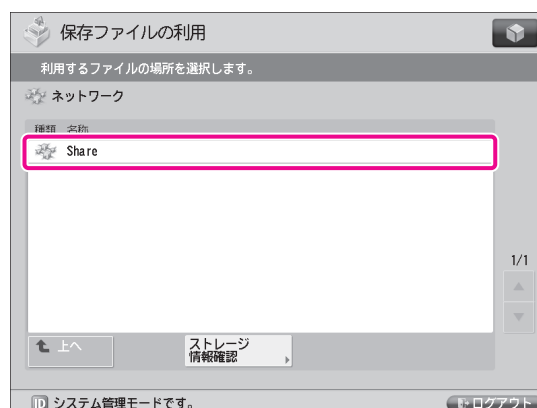 保存ファイルの利用
利用するファイルの場所を選択します。
ネットワーク
種類 名称
Share
1/1
上へ
ストレージ
情報確認
ID システム管理モードです。
ログアウト